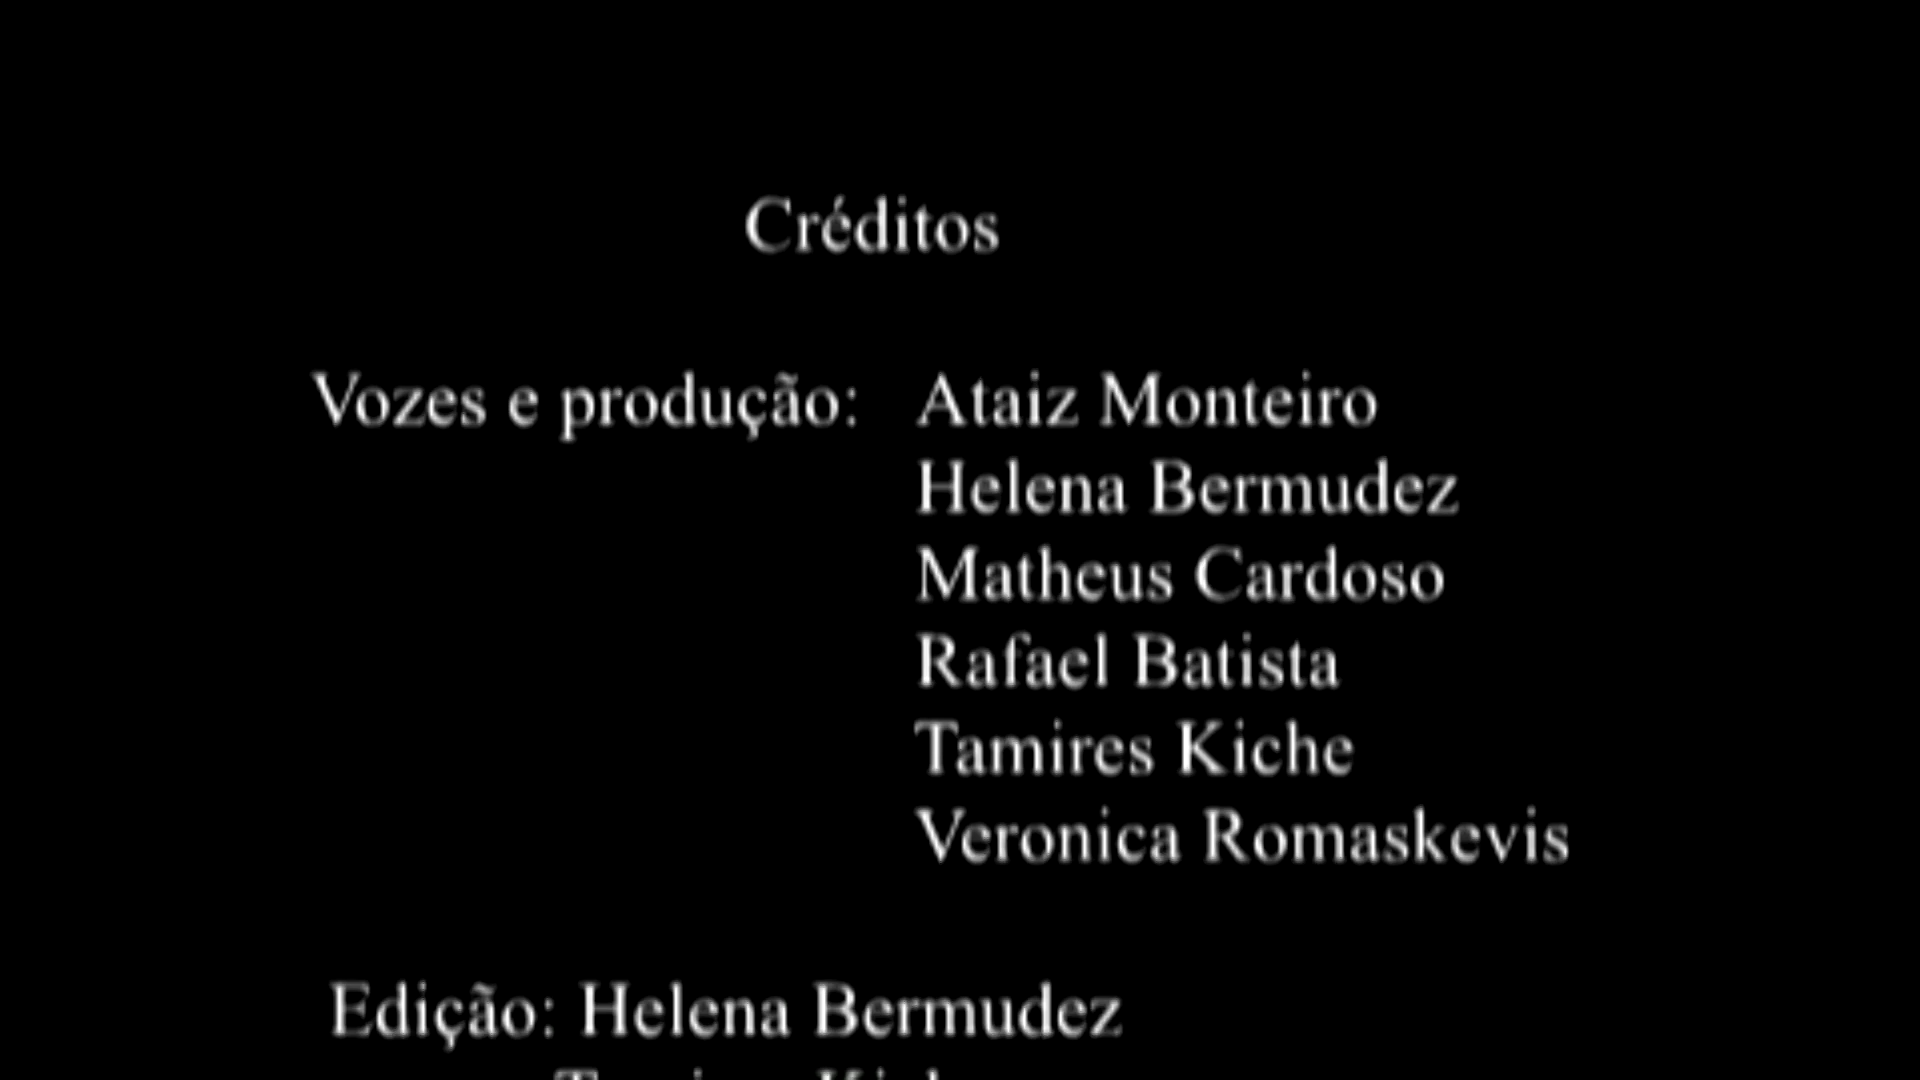 Créditos
Vozes e produção: Ataiz Monteiro
Helena Bermudez
Matheus Cardoso
Rafael Batista
Tamires Kiche
Veronica Romaskevis
Edição: Helena Bermudez